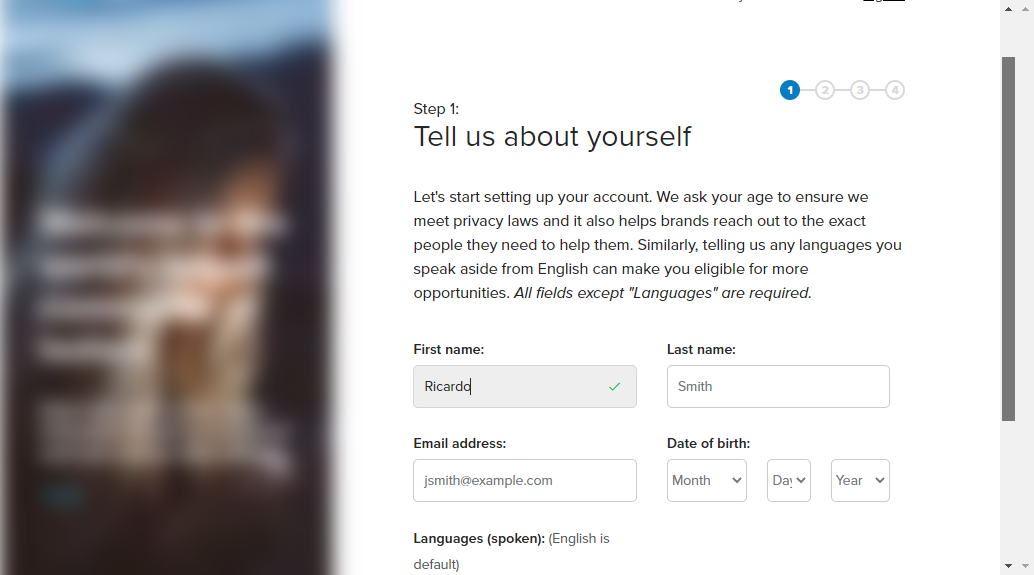 1 2 3 4
Step 1:
Tell us about yourself
Let's start setting up your account. We ask your age to ensure we
meet privacy laws and it also helps brands reach out to the exact
people they need to help them. Similarly, telling us any languages you
speak aside from English can make you eligible for more
opportunities. All fields except "Languages" are required.
First name: Last name:
Ricardo Smith
Email address: Date of birth:
jsmith@example.com Month Day Year
Languages (spoken): (English is
default)